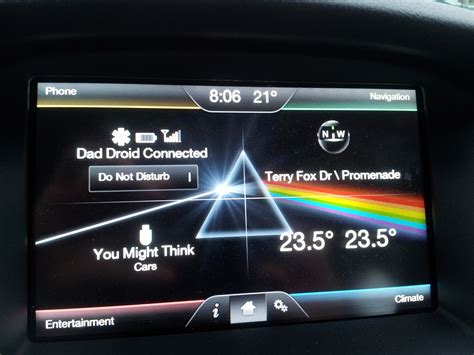 Phone
8:06 21°
Navigation
N W
Dad Droid Connected
Do Not Disturb
Terry Fox Dr \ Promenade
You Might Think
Cars
23.5° 23.5°
Entertainment
i
Climate